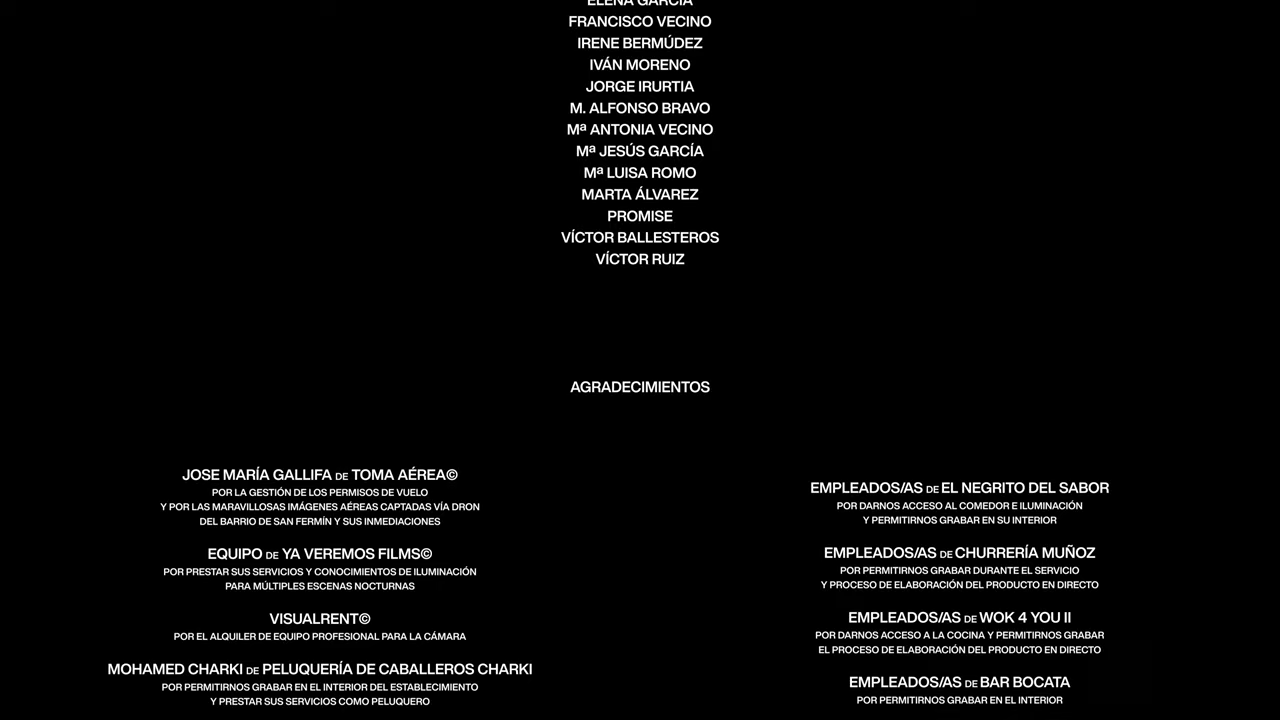 ELENA GARCÍA
FRANCISCO VECINO
IRENE BERMÚDEZ
IVÁN MORENO
JORGE IRURTIA
M. ALFONSO BRAVO
Mª ANTONIA VECINO
Mª JESÚS GARCÍA
Mª LUISA ROMO
MARTA ÁLVAREZ
PROMISE
VÍCTOR BALLESTEROS
VÍCTOR RUIZ
AGRADECIMIENTOS
JOSE MARÍA GALLIFA DE TOMA AÉREA©
POR LA GESTIÓN DE LOS PERMISOS DE VUELO
Y POR LAS MARAVILLOSAS IMÁGENES AÉREAS CAPTADAS VÍA DRON
DEL BARRIO DE SAN FERMÍN Y SUS INMEDIACIONES
EQUIPO DE YA VEREMOS FILMS©
POR PRESTAR SUS SERVICIOS Y CONOCIMIENTOS DE ILUMINACIÓN
PARA MÚLTIPLES ESCENAS NOCTURNAS
VISUALRENT©
POR EL ALQUILER DE EQUIPO PROFESIONAL PARA LA CÁMARA
MOHAMED CHARKI DE PELUQUERÍA DE CABALLEROS CHARKI
POR PERMITIRNOS GRABAR EN EL INTERIOR DEL ESTABLECIMIENTO
Y PRESTAR SUS SERVICIOS COMO PELUQUERO
EMPLEADOS/AS DE EL NEGRITO DEL SABOR
POR DARNOS ACCESO AL COMEDOR E ILUMINACIÓN
Y PERMITIRNOS GRABAR EN SU INTERIOR
EMPLEADOS/AS DE CHURRERÍA MUÑOZ
POR PERMITIRNOS GRABAR DURANTE EL SERVICIO
Y PROCESO DE ELABORACIÓN DEL PRODUCTO EN DIRECTO
EMPLEADOS/AS DE WOK 4 YOU II
POR DARNOS ACCESO A LA COCINA Y PERMITIRNOS GRABAR
EL PROCESO DE ELABORACIÓN DEL PRODUCTO EN DIRECTO
EMPLEADOS/AS DE BAR BOCATA
POR PERMITIRNOS GRABAR EN EL INTERIOR